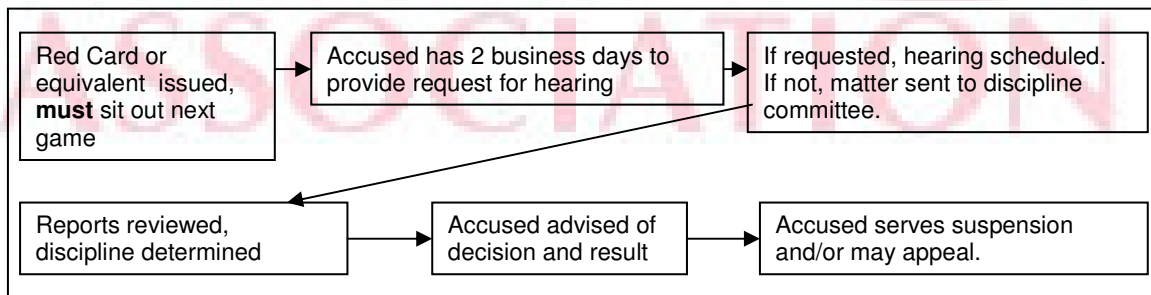 ASSOCIATION
Red Card or
equivalent issued,
must sit out next
game
Accused has 2 business days to
provide request for hearing
If requested, hearing scheduled.
If not, matter sent to discipline
committee.
Reports reviewed,
discipline determined
Accused advised of
decision and result
Accused serves suspension
and/or may appeal.